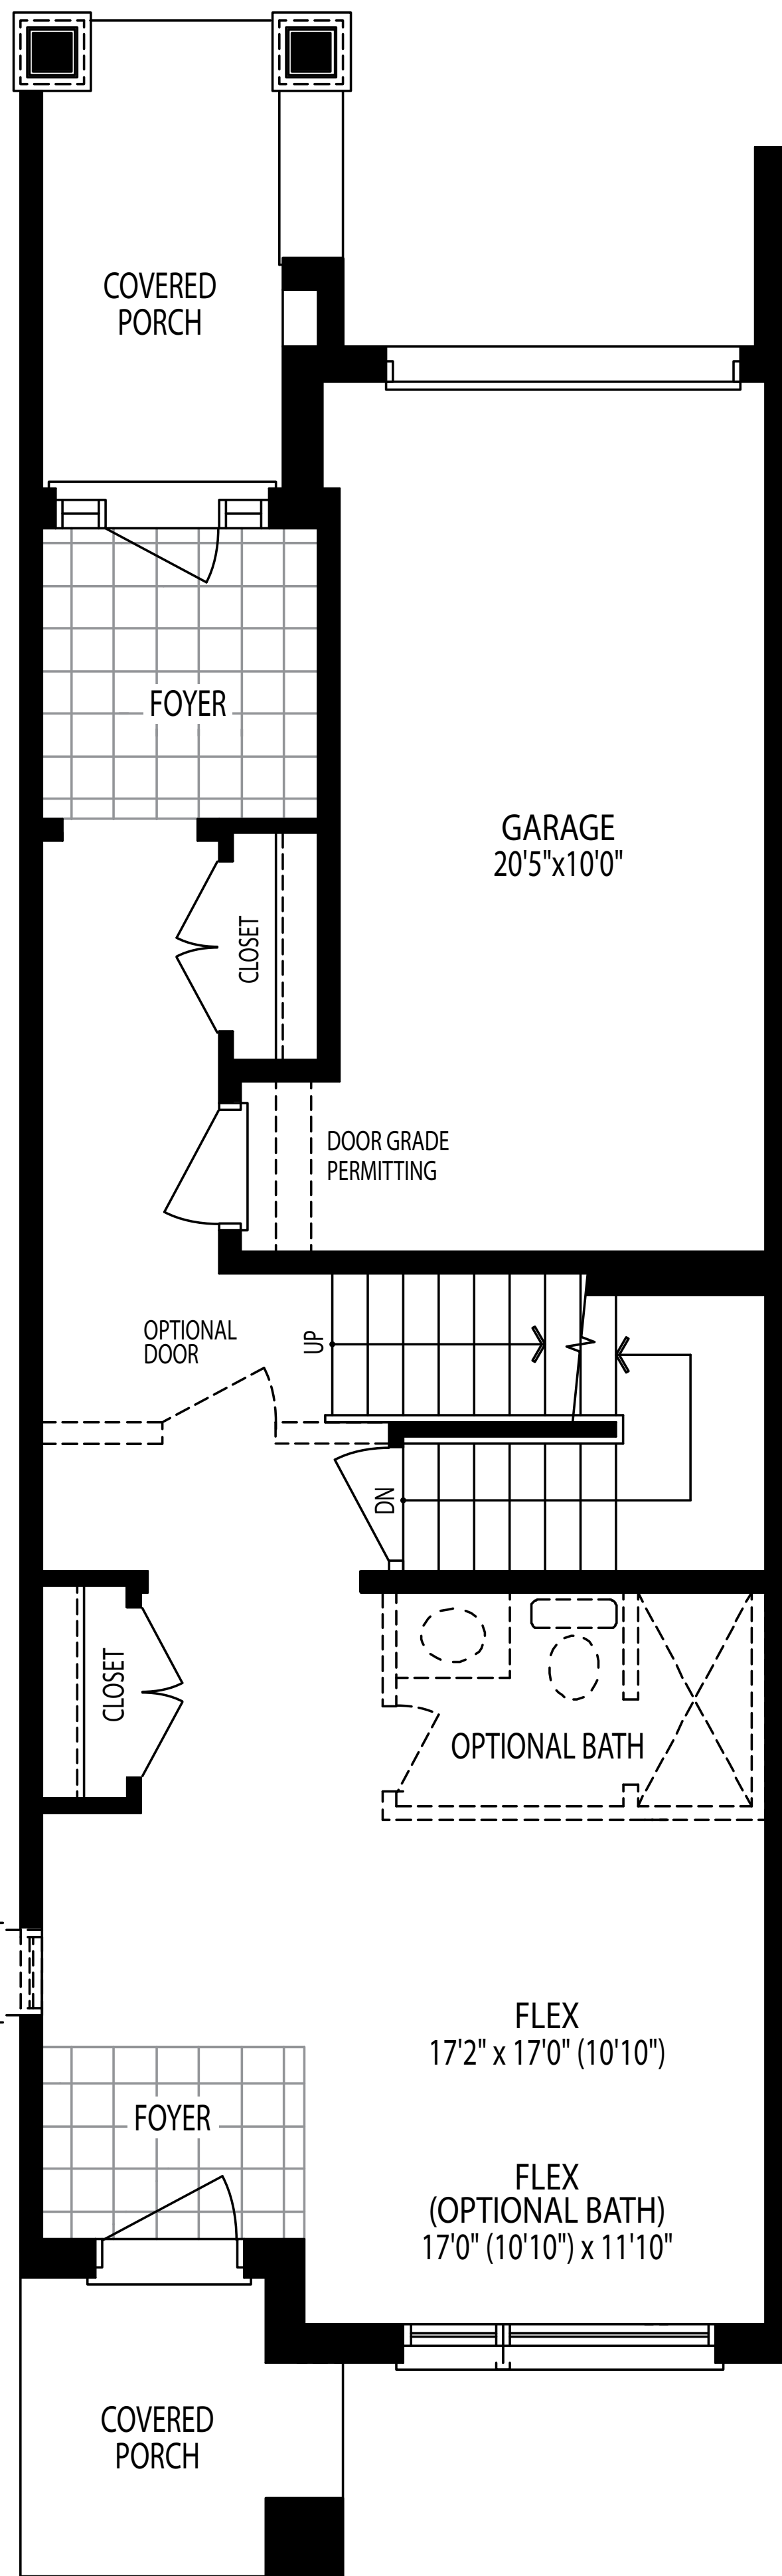 COVERED
PORCH
FOYER
GARAGE
20'5"x10'0"
CLOSET
DOOR GRADE
PERMITTING
OPTIONAL
DOOR
UP
DN
CLOSET
OPTIONAL BATH
FLEX
17'2" x 17'0" (10'10")
FOYER
FLEX
(OPTIONAL BATH)
17'0" (10'10") x 11'10"
COVERED
PORCH